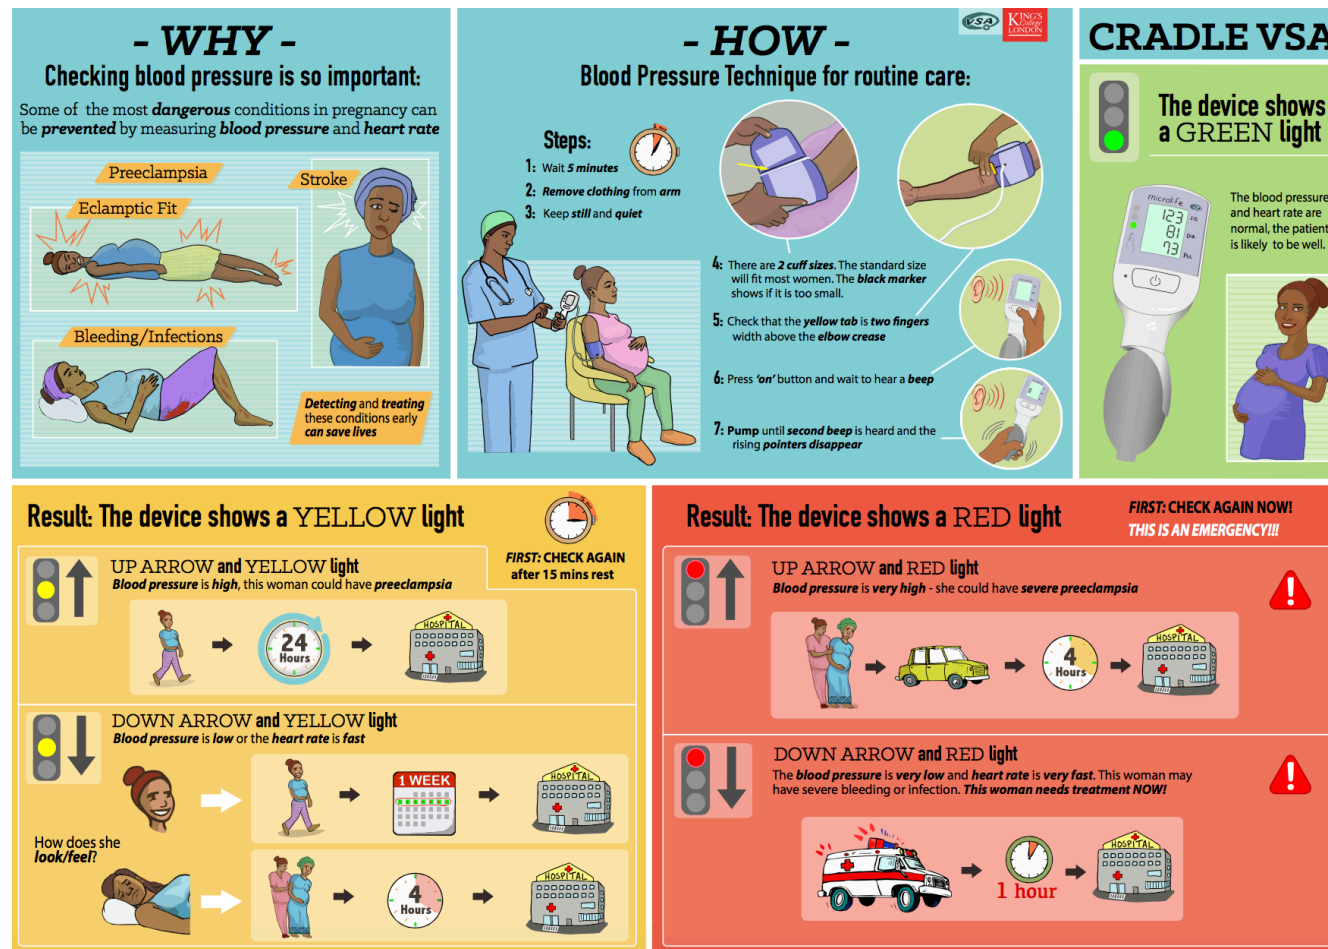 - WHY -
Checking blood pressure is so important:
Some of the most dangerous conditions in pregnancy can
be prevented by measuring blood pressure and heart rate
Preeclampsia
Stroke
Eclamptic Fit
Bleeding/Infections
Detecting and treating
these conditions early
can save lives
- HOW -
VSA
KING'S
College
LONDON
Blood Pressure Technique for routine care:
Steps:
1: Wait 5 minutes
2: Remove clothing from arm
3: Keep still and quiet
4: There are 2 cuff sizes. The standard size
will fit most women. The black marker
shows if it is too small.
5: Check that the yellow tab is two fingers
width above the elbow crease
6: Press 'on' button and wait to hear a beep
7: Pump until second beep is heard and the
rising pointers disappear
CRADLE VSA
The device shows
a GREEN light
microlife
123 SYS
81 DIA
73 PUL
The blood pressure
and heart rate are
normal, the patient
is likely to be well.
Result: The device shows a YELLOW light
FIRST: CHECK AGAIN
after 15 mins rest
UP ARROW and YELLOW light
Blood pressure is high, this woman could have preeclampsia
24
Hours
HOSPITAL
DOWN ARROW and YELLOW light
Blood pressure is low or the heart rate is fast
How does she
look/feel?
1 WEEK
HOSPITAL
4
Hours
HOSPITAL
Result: The device shows a RED light
FIRST: CHECK AGAIN NOW!
THIS IS AN EMERGENCY!!!
UP ARROW and RED light
Blood pressure is very high - she could have severe preeclampsia
4
Hours
HOSPITAL
DOWN ARROW and RED light
The blood pressure is very low and heart rate is very fast. This woman may
have severe bleeding or infection. This woman needs treatment NOW!
1 hour
HOSPITAL